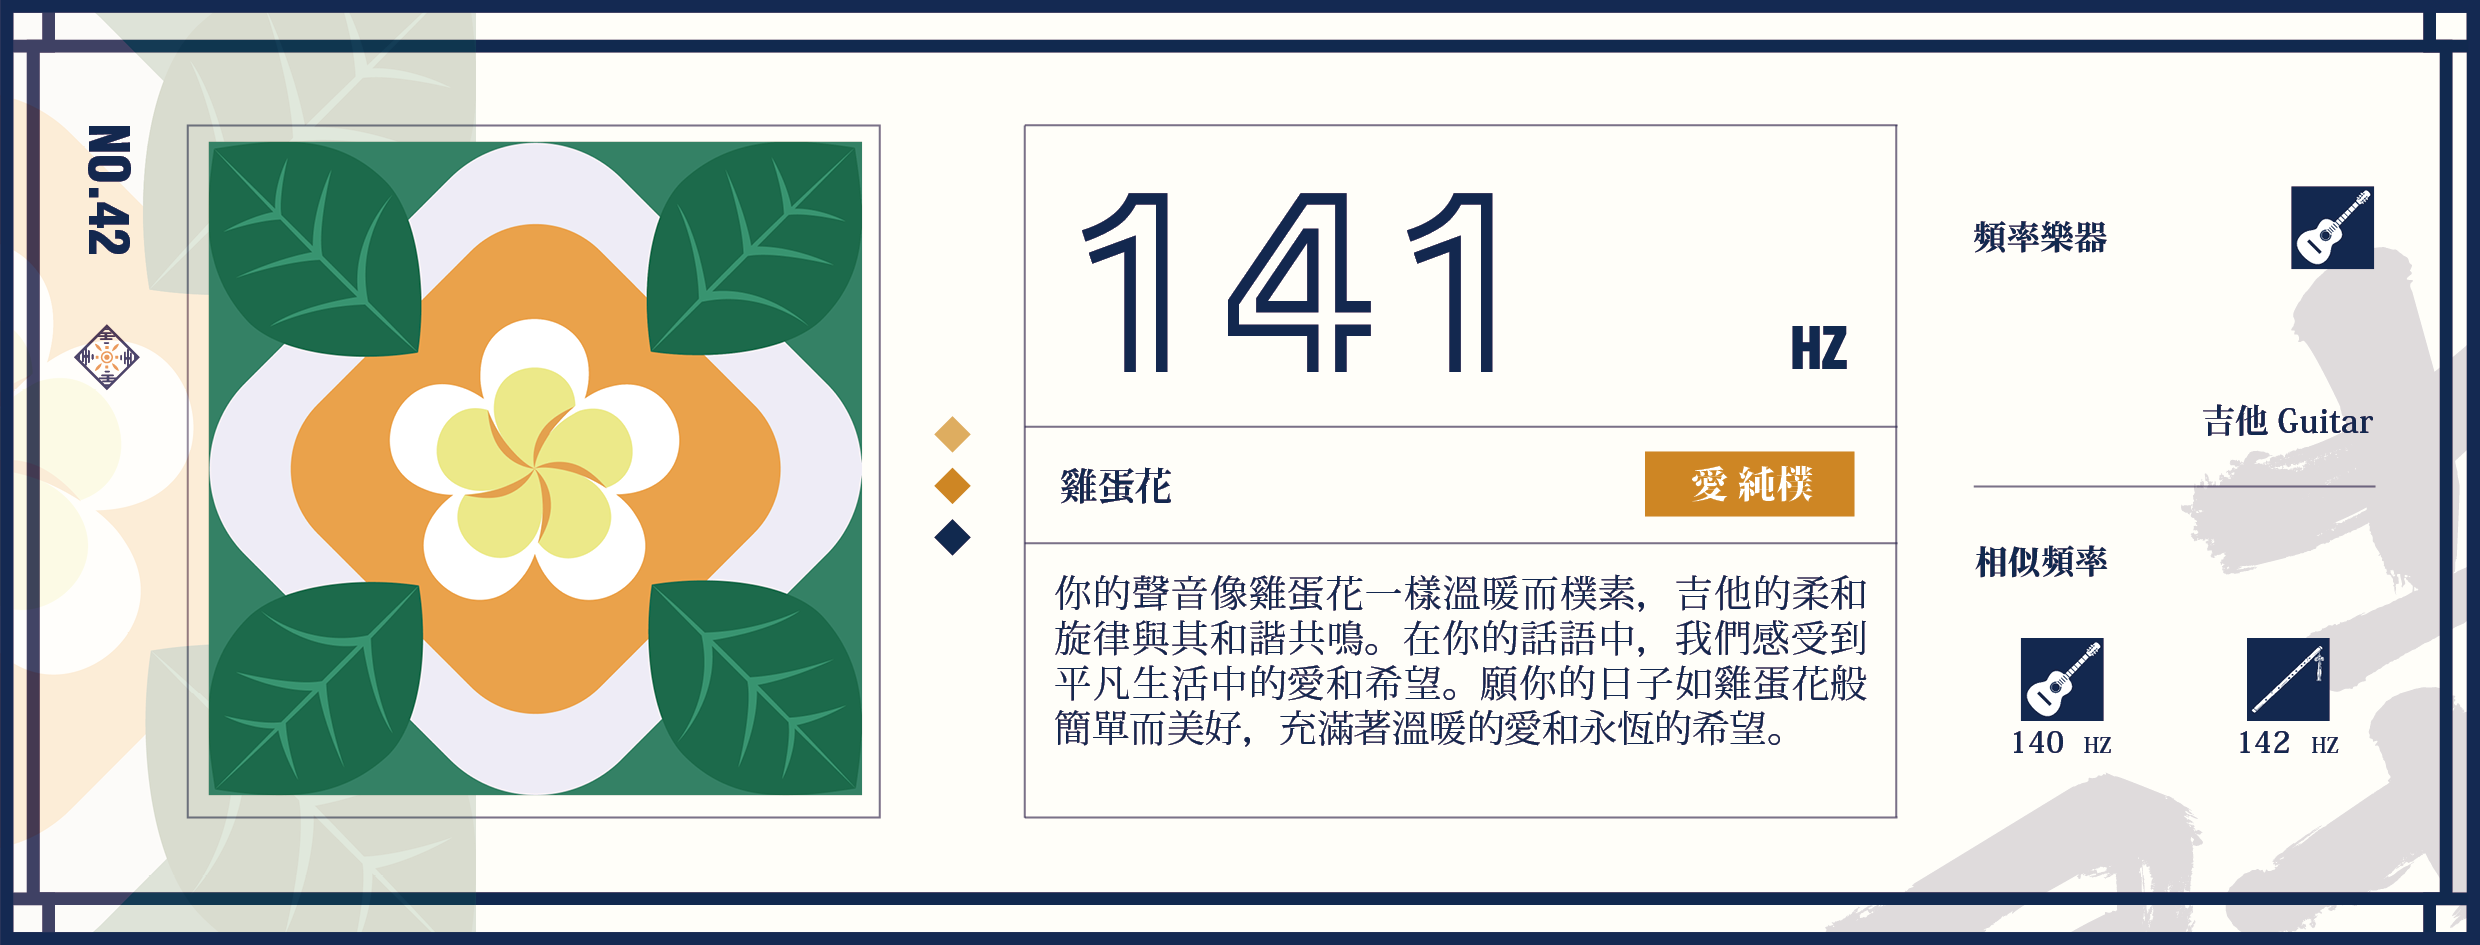 NO.42
141
HZ
雞蛋花
愛 純樸
你的聲音像雞蛋花一樣溫暖而樸素，吉他的柔和
旋律與其和諧共鳴。在你的話語中，我們感受到
平凡生活中的愛和希望。願你的日子如雞蛋花般
簡單而美好，充滿著溫暖的愛和永恆的希望。
頻率樂器
吉他 Guitar
相似頻率
140 HZ
142 HZ